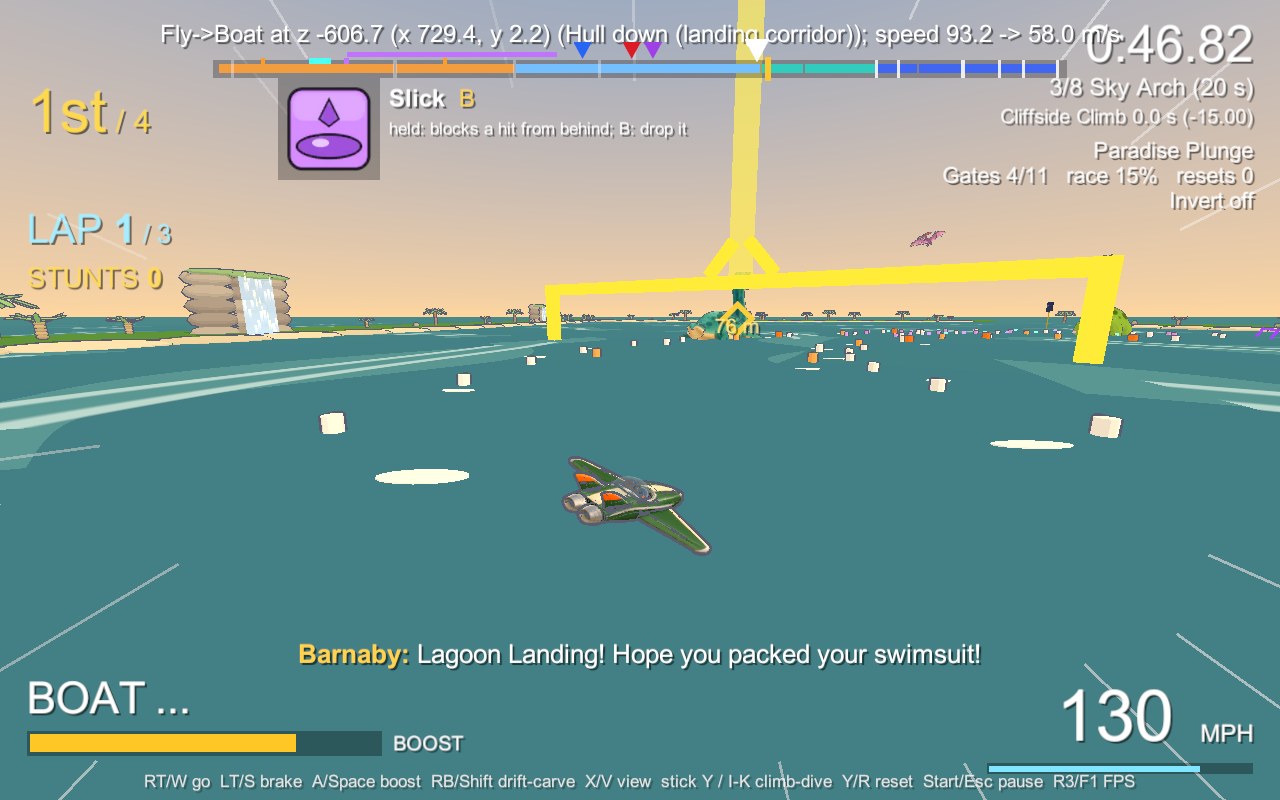 Fly->Boat at z -606.7 (x 729.4, y 2.2) (Hull down (landing corridor)); speed 93.2 -> 58.0 m/s
0:46.82
3/8 Sky Arch (20 s)
Cliffside Climb 0.0 s (-15.00)
Paradise Plunge
Gates 4/11 race 15% resets 0
Invert off
1st / 4
Slick B
held: blocks a hit from behind; B: drop it
LAP 1 / 3
STUNTS 0
76 m
Barnaby: Lagoon Landing! Hope you packed your swimsuit!
BOAT ...
BOOST
130 MPH
RT/W go LT/S brake A/Space boost RB/Shift drift-carve X/V view stick Y / I-K climb-dive Y/R reset Start/Esc pause R3/F1 FPS